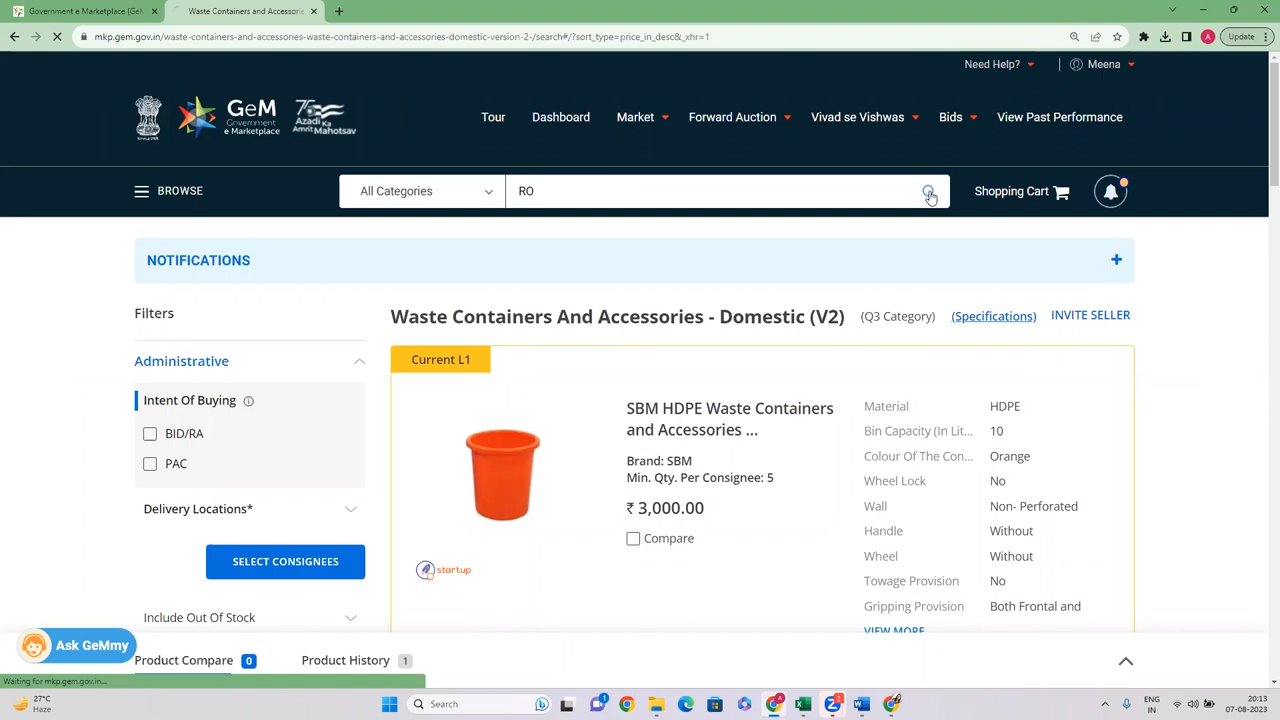 Government e Marketplace (Ge
Waste Containers and Accessories
mkp.gem.gov.in/waste-containers-and-accessories-waste-containers-and-accessories-domestic-version-2-/search#/?sort_type=price_in_desc&_xhr=1
A
Update
Need Help?
Meena
GeM
Government
e Marketplace
75
Azadi Ka
Amrit Mahotsav
Tour
Dashboard
Market
Forward Auction
Vivad se Vishwas
Bids
View Past Performance
BROWSE
All Categories
RO
Shopping Cart
NOTIFICATIONS
+
Filters
Waste Containers And Accessories - Domestic (V2)
(Q3 Category)
(Specifications)
INVITE SELLER
Administrative
Current L1
Intent Of Buying
BID/RA
PAC
Delivery Locations*
SELECT CONSIGNEES
Include Out Of Stock
startup
SBM HDPE Waste Containers
and Accessories ...
Brand: SBM
Min. Qty. Per Consignee: 5
₹ 3,000.00
Compare
Material HDPE
Bin Capacity (In Lit... 10
Colour Of The Con... Orange
Wheel Lock No
Wall Non- Perforated
Handle Without
Wheel Without
Towage Provision No
Gripping Provision Both Frontal and
VIEW MORE
Ask GeMmy
Product Compare 0
Product History 1
Waiting for mkp.gem.gov.in...
27°C
Haze
Search
1
2
ENG
IN
20:13
07-08-2023